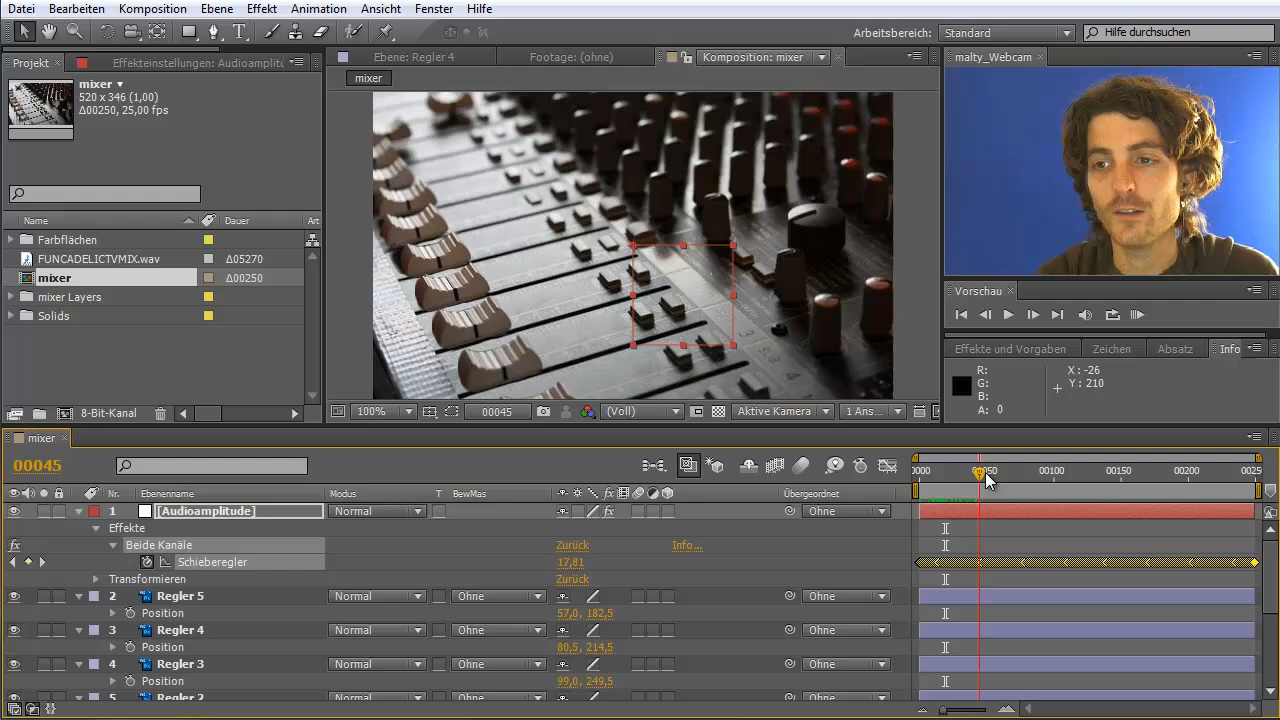 Datei Bearbeiten Komposition Ebene Effekt Animation Ansicht Fenster Hilfe
Arbeitsbereich: Standard Hilfe durchsuchen
Projekt Effekteinstellungen: Audioamplitu
Ebene: Regler 4 Footage: (ohne) Komposition: mixer
malty_Webcam
mixer
mixer
520 x 346 (1,00)
Δ00250, 25,00 fps
Name Dauer Art
Farbflächen
FUNCADELICTVMIX.wav Δ05270
mixer Δ00250
mixer Layers
Solids
Vorschau
Effekte und Vorgaben Zeichen Absatz Info
R: X : -26
G: Y : 210
B:
A: 0
8-Bit-Kanal
100% 00045 (Voll) Aktive Kamera 1 Ans...
mixer
00045
0000 00050 00100 00150 00200 0025
Nr. Ebenenname Modus T BewMas Übergeordnet
1 [Audioamplitude] Normal Ohne
Effekte
Beide Kanäle Zurück Info...
Schieberegler 17,81
Transformieren Zurück
2 Regler 5 Normal Ohne Ohne
Position 57,0, 182,5
3 Regler 4 Normal Ohne Ohne
Position 80,5, 214,5
4 Regler 3 Normal Ohne Ohne
Position 99,0, 249,5
5 Regler 2 Normal Ohne Ohne